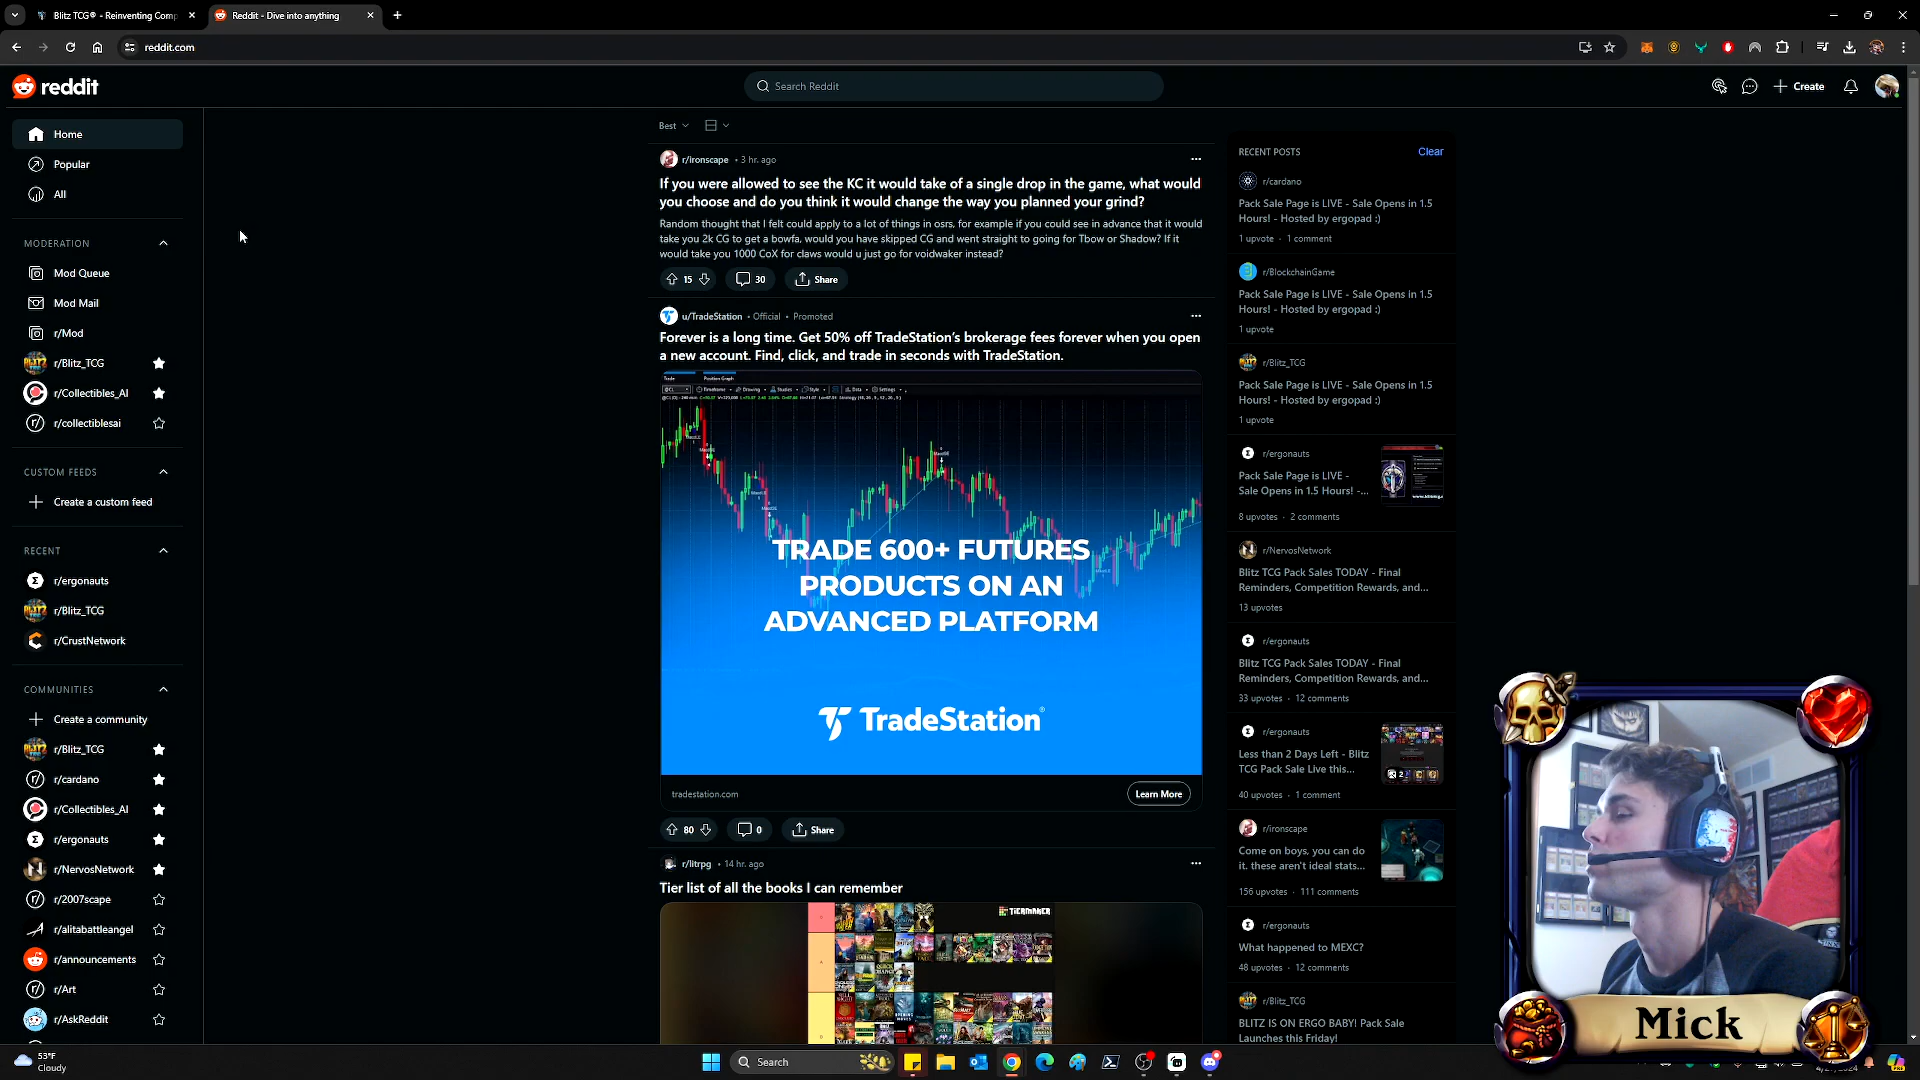 Blitz TCG® - Reinventing Comp
Reddit - Dive into anything
reddit.com
reddit
Search Reddit
Create
Home
Popular
All
MODERATION
Mod Queue
Mod Mail
r/Mod
r/Blitz_TCG
r/Collectibles_AI
r/collectiblesai
CUSTOM FEEDS
Create a custom feed
RECENT
r/ergonauts
r/Blitz_TCG
r/CrustNetwork
COMMUNITIES
Create a community
r/Blitz_TCG
r/cardano
r/Collectibles_AI
r/ergonauts
r/NervosNetwork
r/2007scape
r/alitabattleangel
r/announcements
r/Art
r/AskReddit
Best
r/ironscape • 3 hr. ago
If you were allowed to see the KC it would take of a single drop in the game, what would
you choose and do you think it would change the way you planned your grind?
Random thought that I felt could apply to a lot of things in osrs, for example if you could see in advance that it would
take you 2k CG to get a bowfa, would you have skipped CG and went straight to going for Tbow or Shadow? If it
would take you 1000 CoX for claws would u just go for voidwaker instead?
15
30
Share
u/TradeStation • Official • Promoted
Forever is a long time. Get 50% off TradeStation's brokerage fees forever when you open
a new account. Find, click, and trade in seconds with TradeStation.
TRADE 600+ FUTURES
PRODUCTS ON AN
ADVANCED PLATFORM
TradeStation®
tradestation.com
Learn More
80
0
Share
r/litrpg • 14 hr. ago
Tier list of all the books I can remember
TIERMAKER
RECENT POSTS
Clear
r/cardano
Pack Sale Page is LIVE - Sale Opens in 1.5
Hours! - Hosted by ergopad :)
1 upvote · 1 comment
r/BlockchainGame
Pack Sale Page is LIVE - Sale Opens in 1.5
Hours! - Hosted by ergopad :)
1 upvote
r/Blitz_TCG
Pack Sale Page is LIVE - Sale Opens in 1.5
Hours! - Hosted by ergopad :)
1 upvote
r/ergonauts
Pack Sale Page is LIVE -
Sale Opens in 1.5 Hours! -...
8 upvotes · 2 comments
r/NervosNetwork
Blitz TCG Pack Sales TODAY - Final
Reminders, Competition Rewards, and...
13 upvotes
r/ergonauts
Blitz TCG Pack Sales TODAY - Final
Reminders, Competition Rewards, and...
33 upvotes · 12 comments
r/ergonauts
Less than 2 Days Left - Blitz
TCG Pack Sale Live this...
40 upvotes · 1 comment
r/ironscape
Come on boys, you can do
it. these aren't ideal stats...
156 upvotes · 111 comments
r/ergonauts
What happened to MEXC?
48 upvotes · 12 comments
r/Blitz_TCG
BLITZ IS ON ERGO BABY! Pack Sale
Launches this Friday!
Mick
53°F
Cloudy
Search